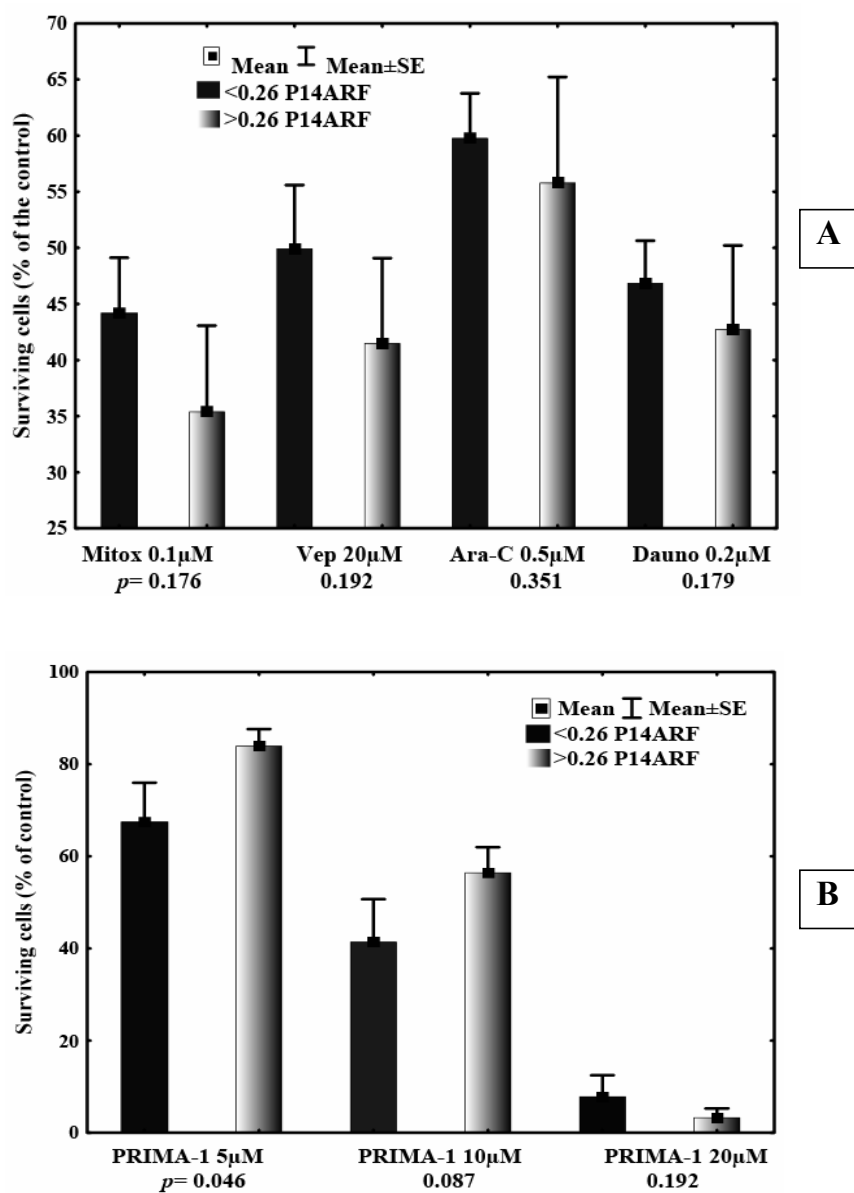 70
65
60
55
50
45
40
35
30
25
Surviving cells (% of the control)
Mean Mean±SE
<0.26 P14ARF
>0.26 P14ARF
A
Mitox 0.1µM Vep 20µM Ara-C 0.5µM Dauno 0.2µM
p= 0.176 0.192 0.351 0.179
100
80
60
40
20
0
Surviving cells (% of control)
Mean Mean±SE
<0.26 P14ARF
>0.26 P14ARF
B
PRIMA-1 5µM PRIMA-1 10µM PRIMA-1 20µM
p= 0.046 0.087 0.192